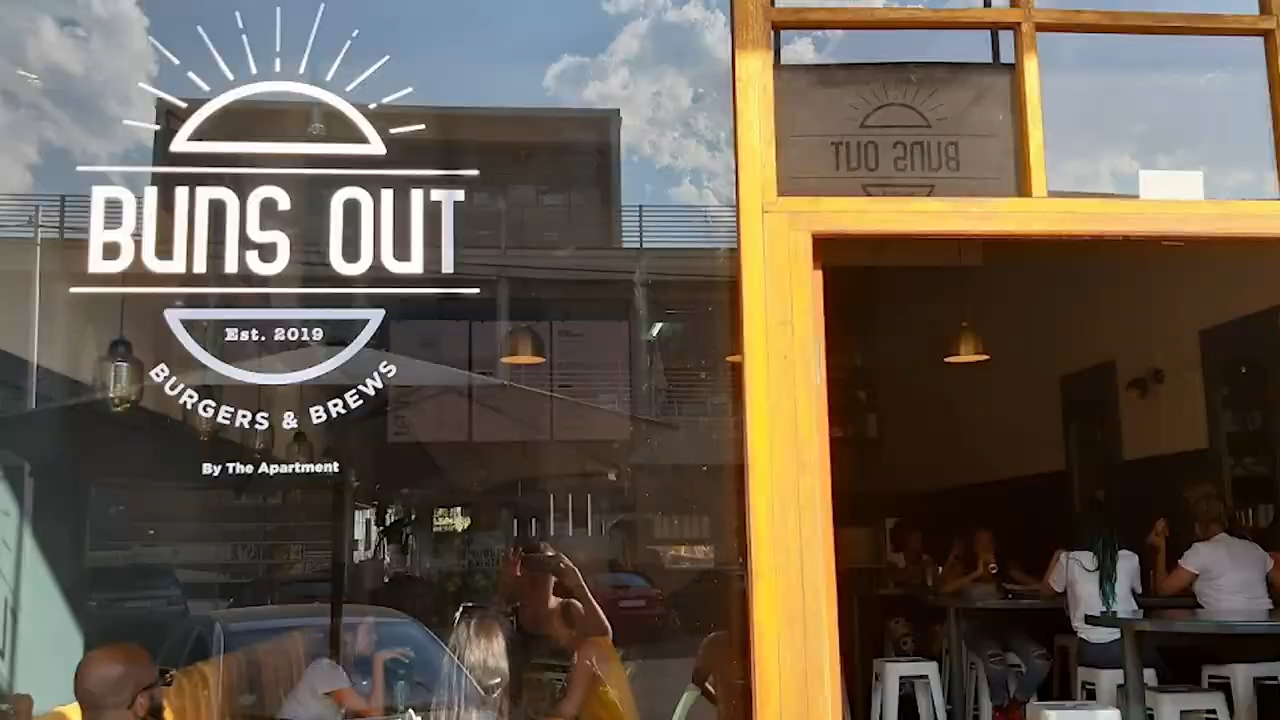 BUNS OUT
Est. 2019
BURGERS & BREWS
By The Apartment
BUNS OUT